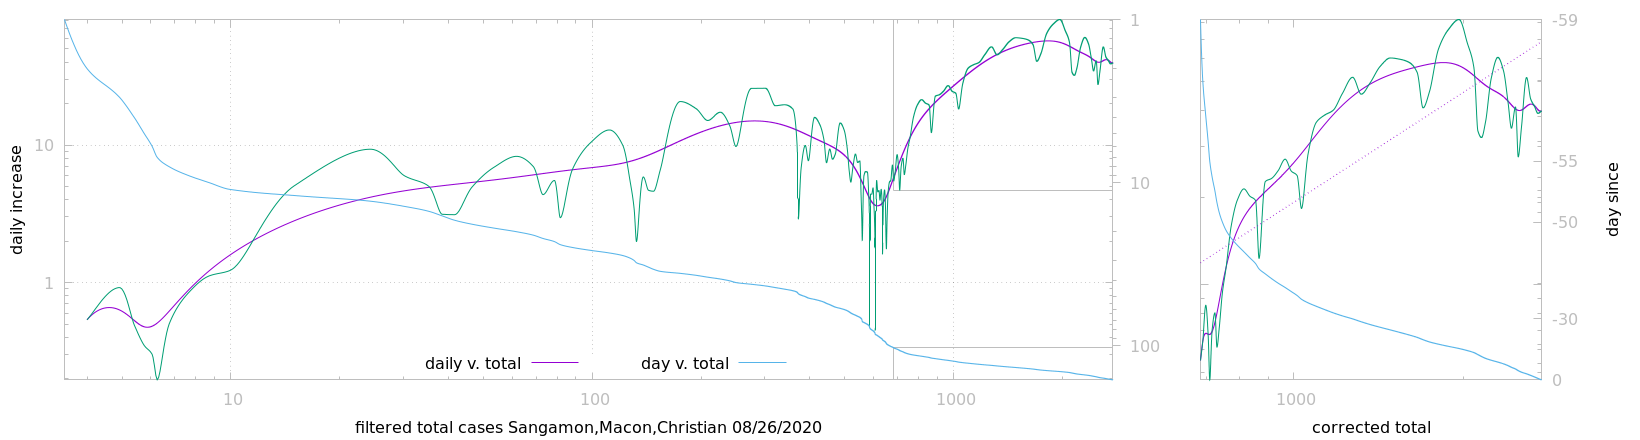 daily increase
10
1
1
10
100
daily v. total
day v. total
10
100
1000
filtered total cases Sangamon,Macon,Christian 08/26/2020
-59
-55
-50
-30
0
day since
1000
corrected total